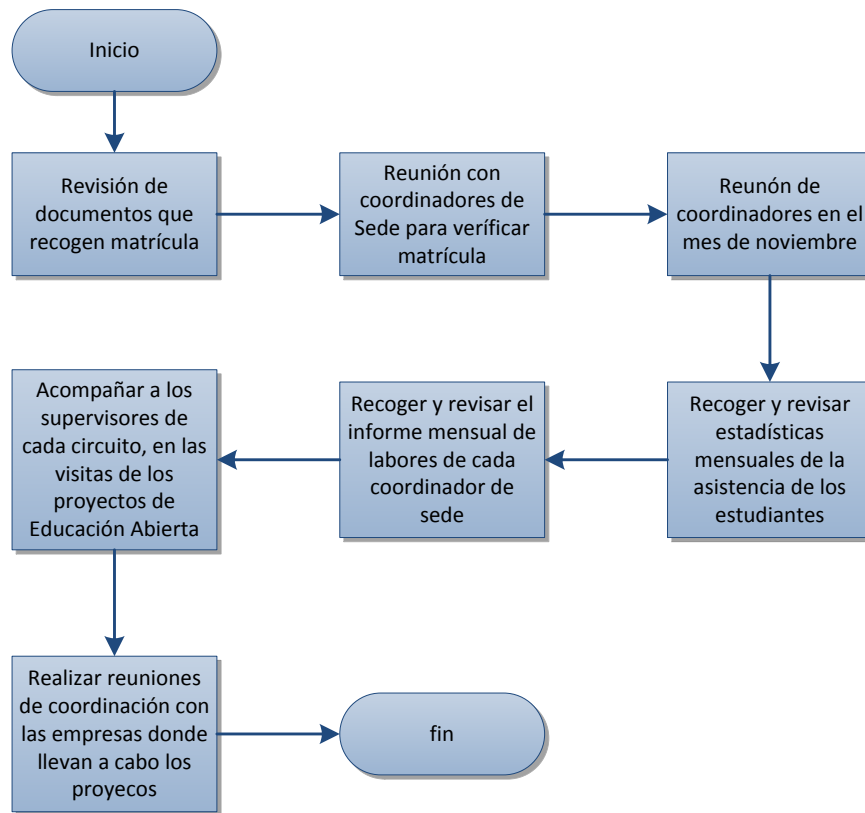 Inicio
Revisión de
documentos que
recogen matrícula
Reunión con
coordinadores de
Sede para veríficar
matrícula
Reunón de
coordinadores en el
mes de noviembre
Recoger y revisar
estadísticas
mensuales de la
asistencia de los
estudiantes
Recoger y revisar el
informe mensual de
labores de cada
coordinador de
sede
Acompañar a los
supervisores de
cada circuito, en las
visitas de los
proyectos de
Educación Abierta
Realizar reuniones
de coordinación con
las empresas donde
llevan a cabo los
proyecos
fin